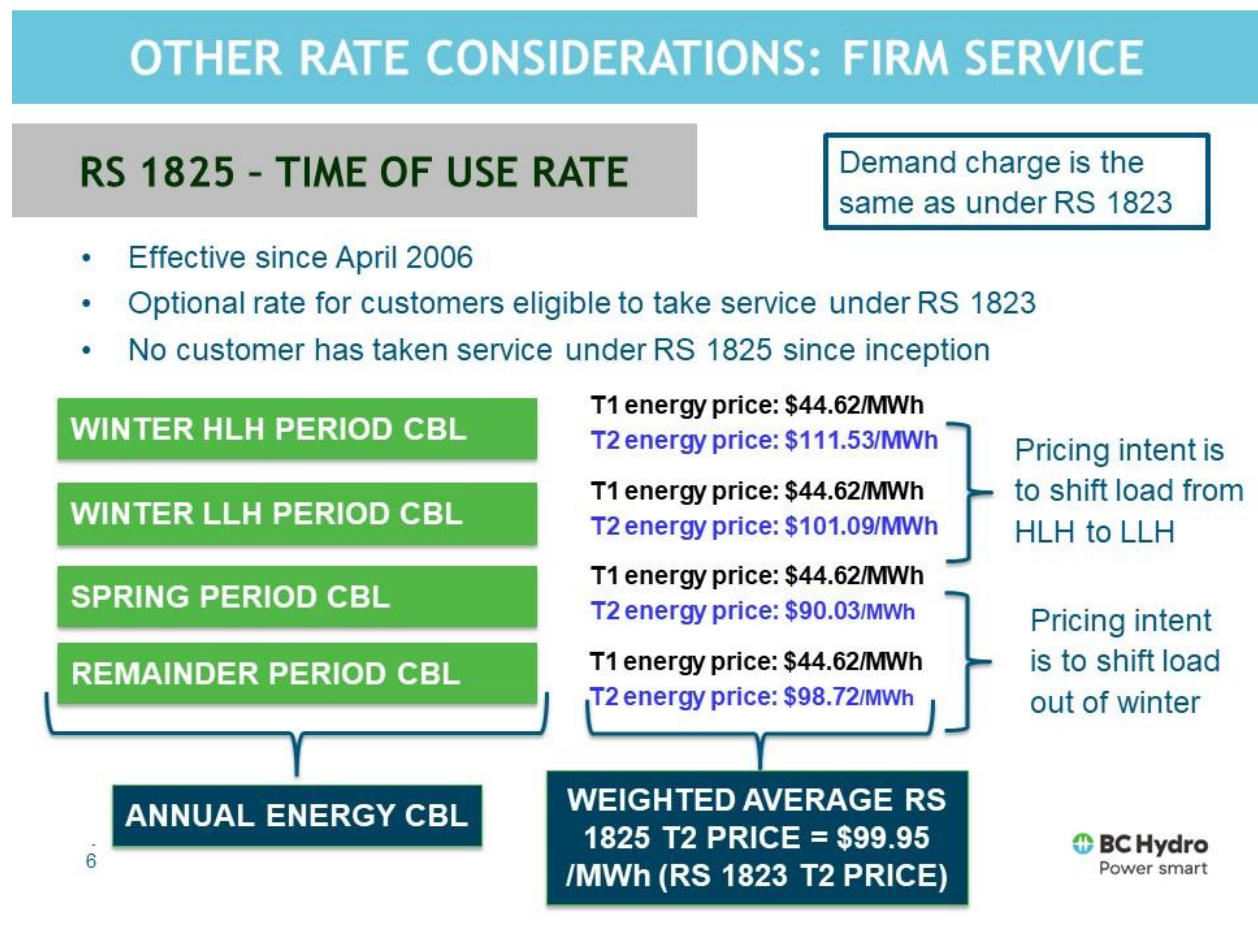 OTHER RATE CONSIDERATIONS: FIRM SERVICE
RS 1825 – TIME OF USE RATE
Demand charge is the
same as under RS 1823
• Effective since April 2006
• Optional rate for customers eligible to take service under RS 1823
• No customer has taken service under RS 1825 since inception
WINTER HLH PERIOD CBL
T1 energy price: $44.62/MWh
T2 energy price: $111.53/MWh
WINTER LLH PERIOD CBL
T1 energy price: $44.62/MWh
T2 energy price: $101.09/MWh
Pricing intent is
to shift load from
HLH to LLH
SPRING PERIOD CBL
T1 energy price: $44.62/MWh
T2 energy price: $90.03/MWh
REMAINDER PERIOD CBL
T1 energy price: $44.62/MWh
T2 energy price: $98.72/MWh
Pricing intent
is to shift load
out of winter
ANNUAL ENERGY CBL
WEIGHTED AVERAGE RS
1825 T2 PRICE = $99.95
/MWh (RS 1823 T2 PRICE)
-
6
BC Hydro
Power smart